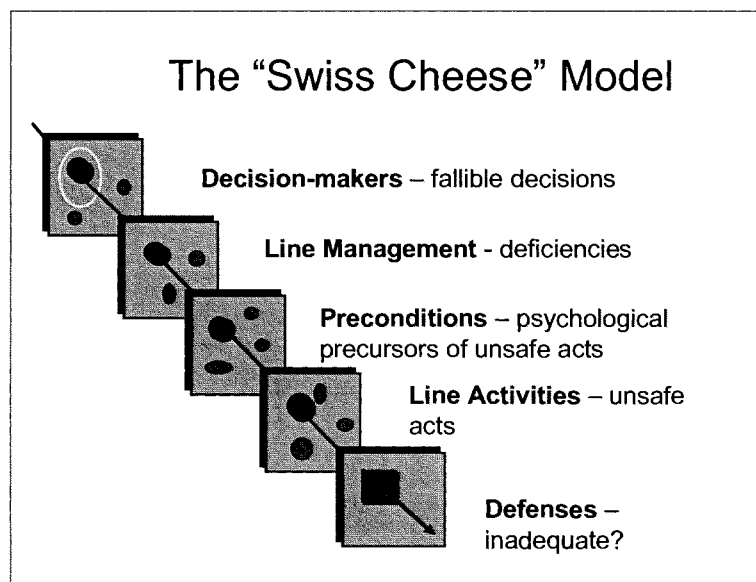 The “Swiss Cheese” Model
Decision-makers – fallible decisions
Line Management - deficiencies
Preconditions – psychological
precursors of unsafe acts
Line Activities – unsafe
acts
Defenses –
inadequate?